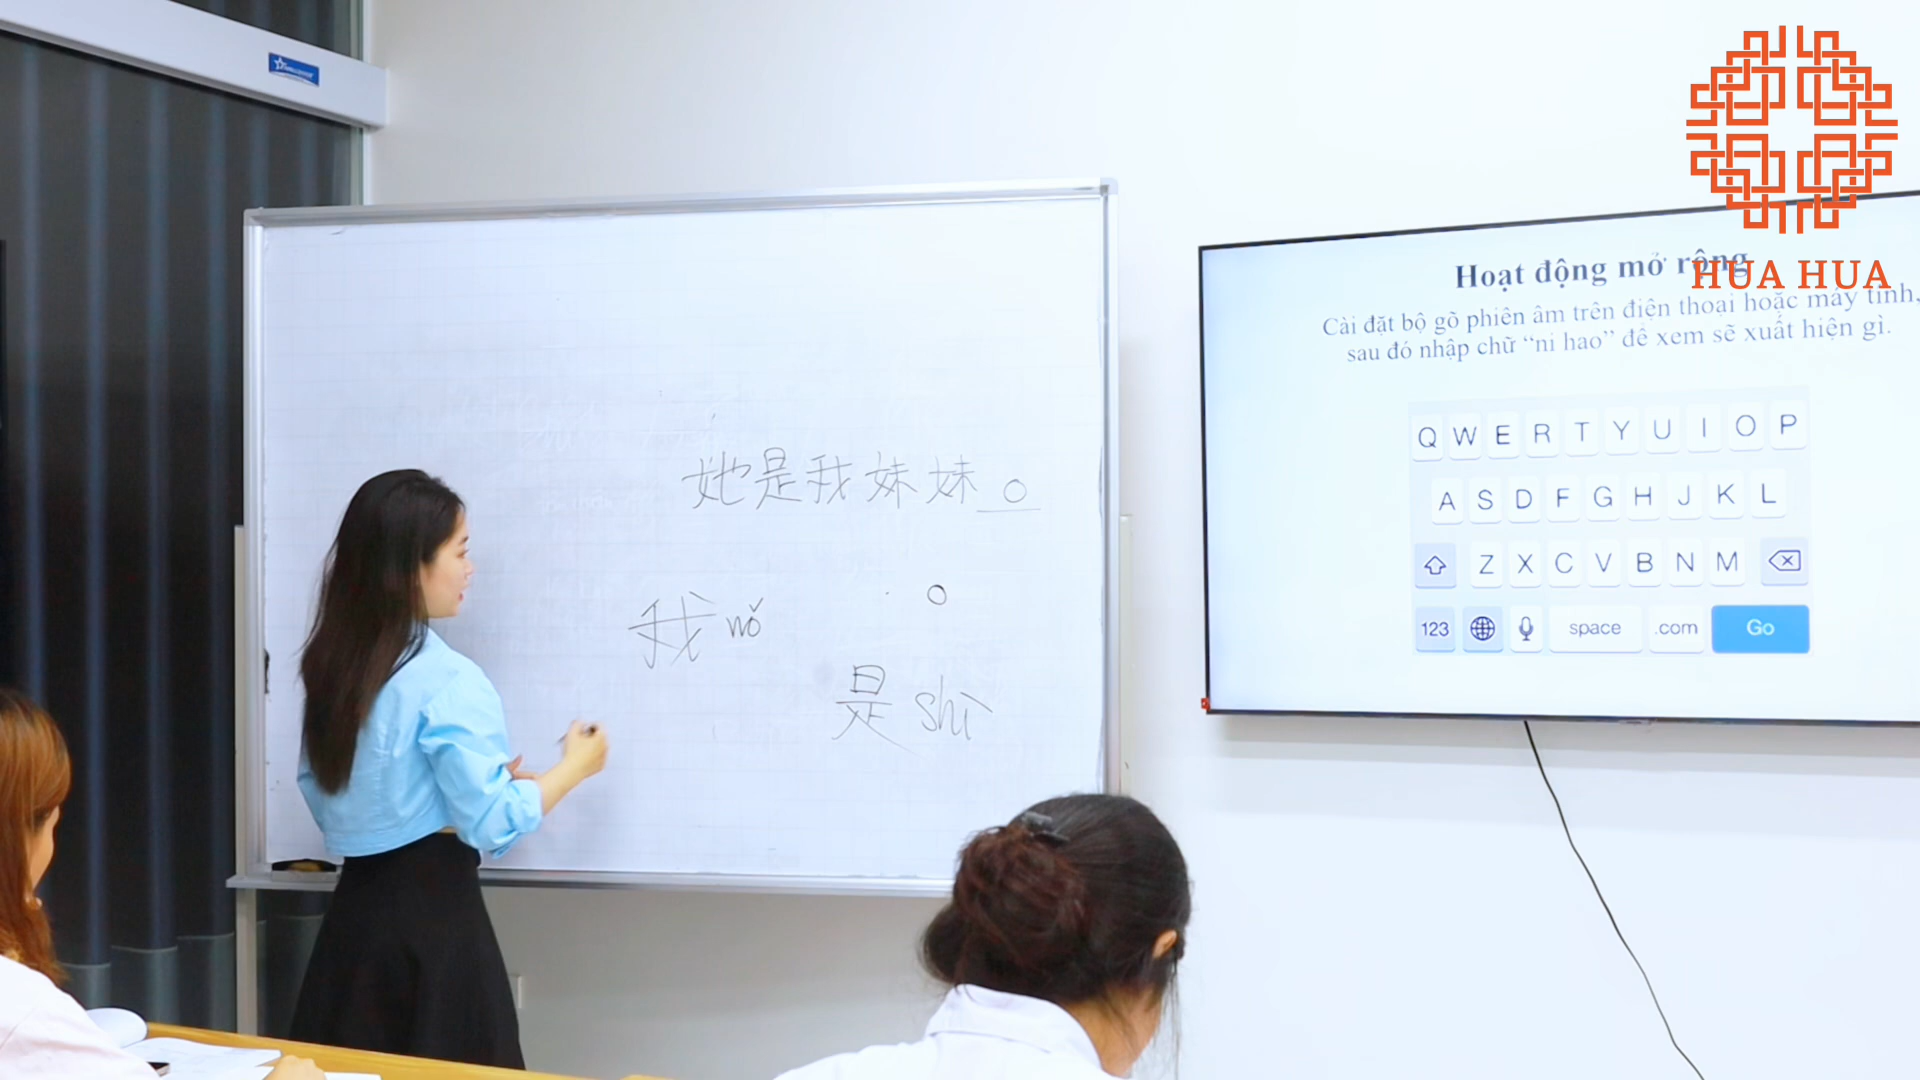 她是我妹妹。
我 wǒ
。
是 shì
Hoạt động mở rộng
Cài đặt bộ gõ phiên âm trên điện thoại hoặc máy tính,
sau đó nhập chữ “ni hao” để xem sẽ xuất hiện gì.
Q W E R T Y U I O P
A S D F G H J K L
Z X C V B N M
123 space .com Go
HUA HUA